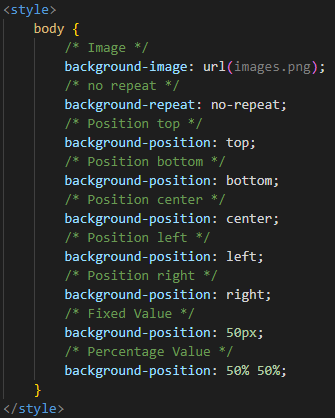 <style>
    body {
        /* Image */
        background-image: url(images.png);
        /* no repeat */
        background-repeat: no-repeat;
        /* Position top */
        background-position: top;
        /* Position bottom */
        background-position: bottom;
        /* Position center */
        background-position: center;
        /* Position left */
        background-position: left;
        /* Position right */
        background-position: right;
        /* Fixed Value */
        background-position: 50px;
        /* Percentage Value */
        background-position: 50% 50%;
    }
</style>